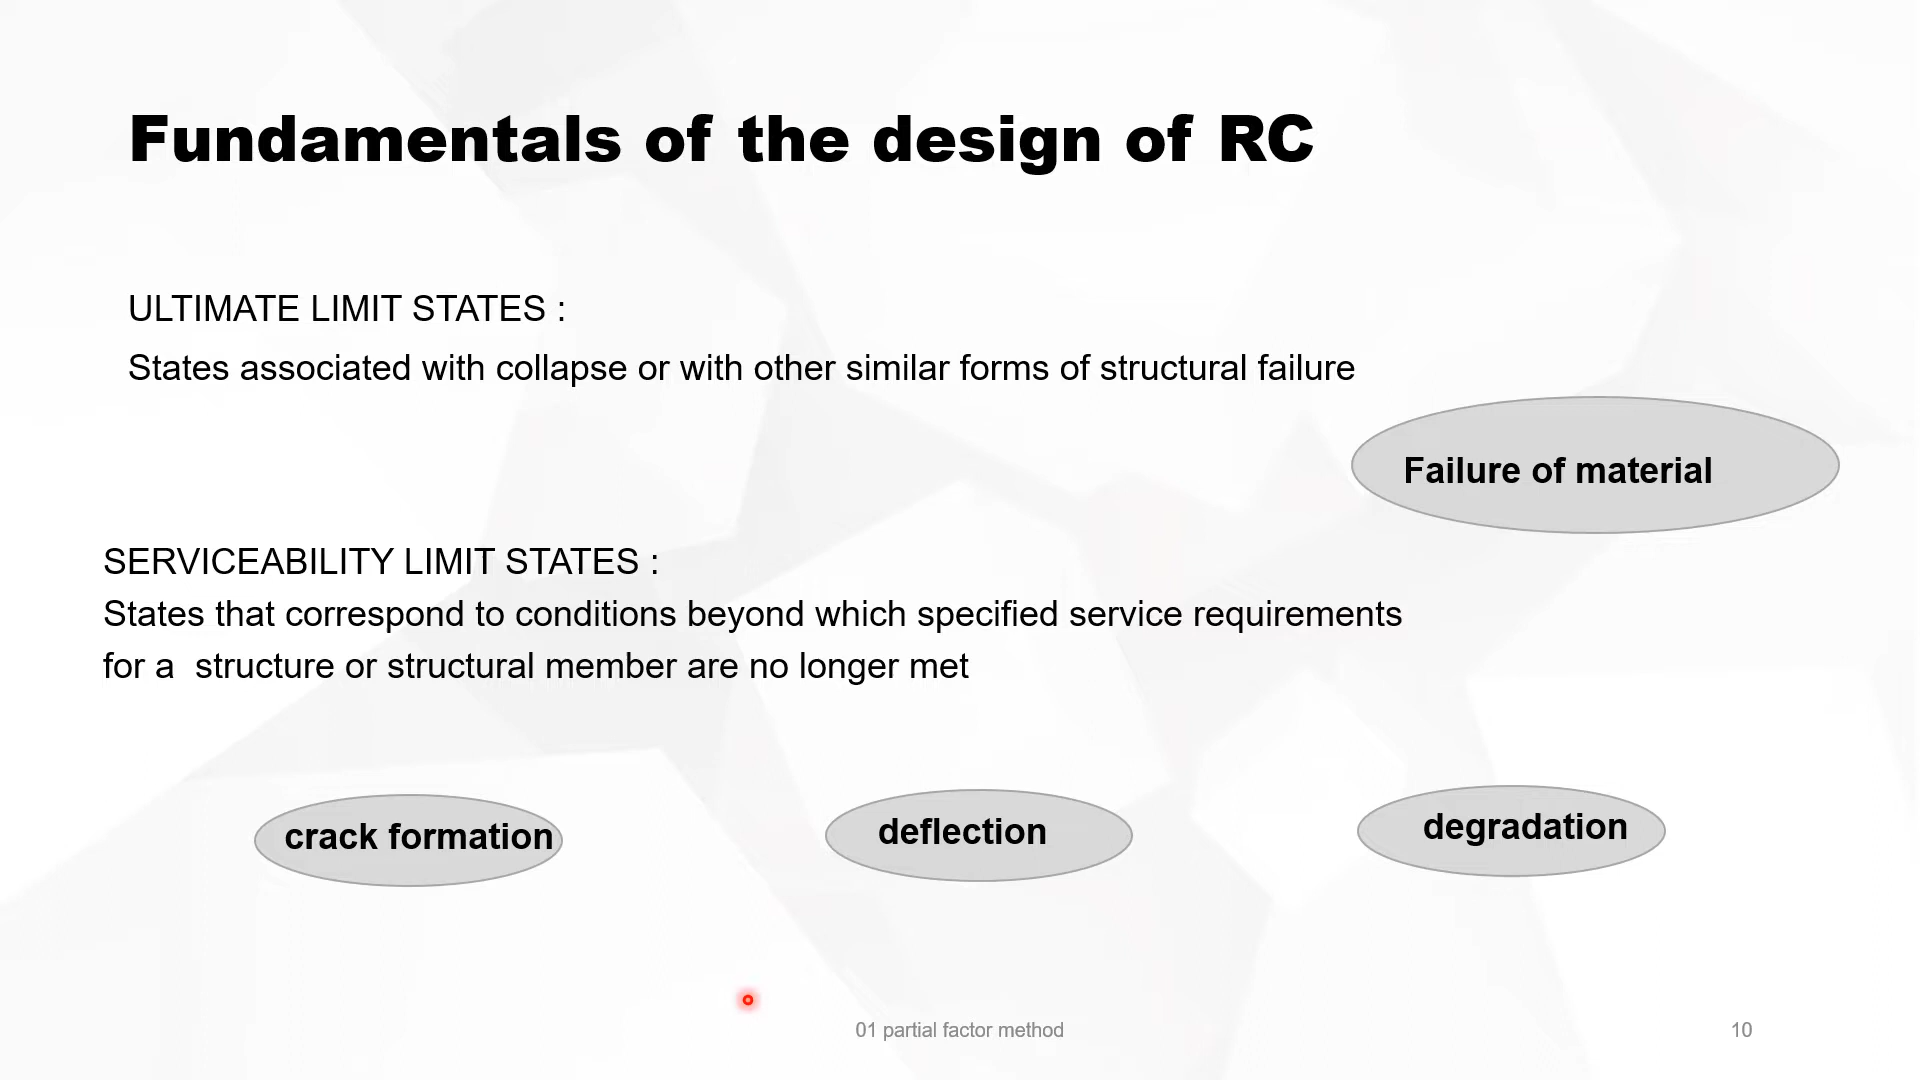 Fundamentals of the design of RC
ULTIMATE LIMIT STATES :
States associated with collapse or with other similar forms of structural failure
Failure of material
SERVICEABILITY LIMIT STATES :
States that correspond to conditions beyond which specified service requirements
for a  structure or structural member are no longer met
crack formation
deflection
degradation
01 partial factor method
10